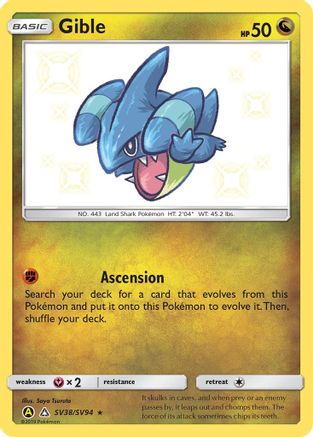 BASIC Gible HP 50
NO. 443 Land Shark Pokémon HT: 2'04" WT: 45.2 lbs.
Ascension
Search your deck for a card that evolves from this
Pokémon and put it onto this Pokémon to evolve it. Then,
shuffle your deck.
weakness × 2 resistance retreat
Illus. Saya Tsuruta
A SV38/SV94 ★
©2019 Pokémon
It skulks in caves, and when prey or an enemy
passes by, it leaps out and chomps them. The
force of its attack sometimes chips its teeth.